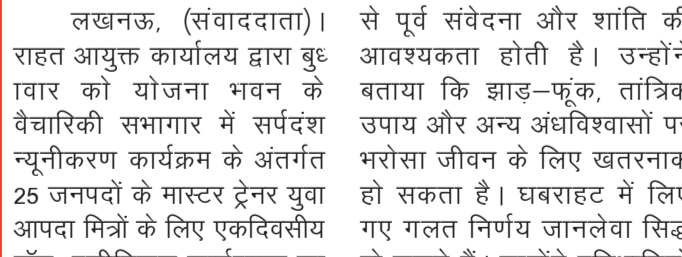 लखनऊ, (संवाददाता)।
राहत आयुक्त कार्यालय द्वारा बुध
ावार को योजना भवन के
वैचारिकी सभागार में सर्पदंश
न्यूनीकरण कार्यक्रम के अंतर्गत
25 जनपदों के मास्टर ट्रेनर युवा
आपदा मित्रों के लिए एकदिवसीय
से पूर्व संवेदना और शांति की
आवश्यकता होती है। उन्होंने
बताया कि झाड़–फूंक, तांत्रिक
उपाय और अन्य अंधविश्वासों पर
भरोसा जीवन के लिए खतरनाक
हो सकता है। घबराहट में लिए
गए गलत निर्णय जानलेवा सिद्ध